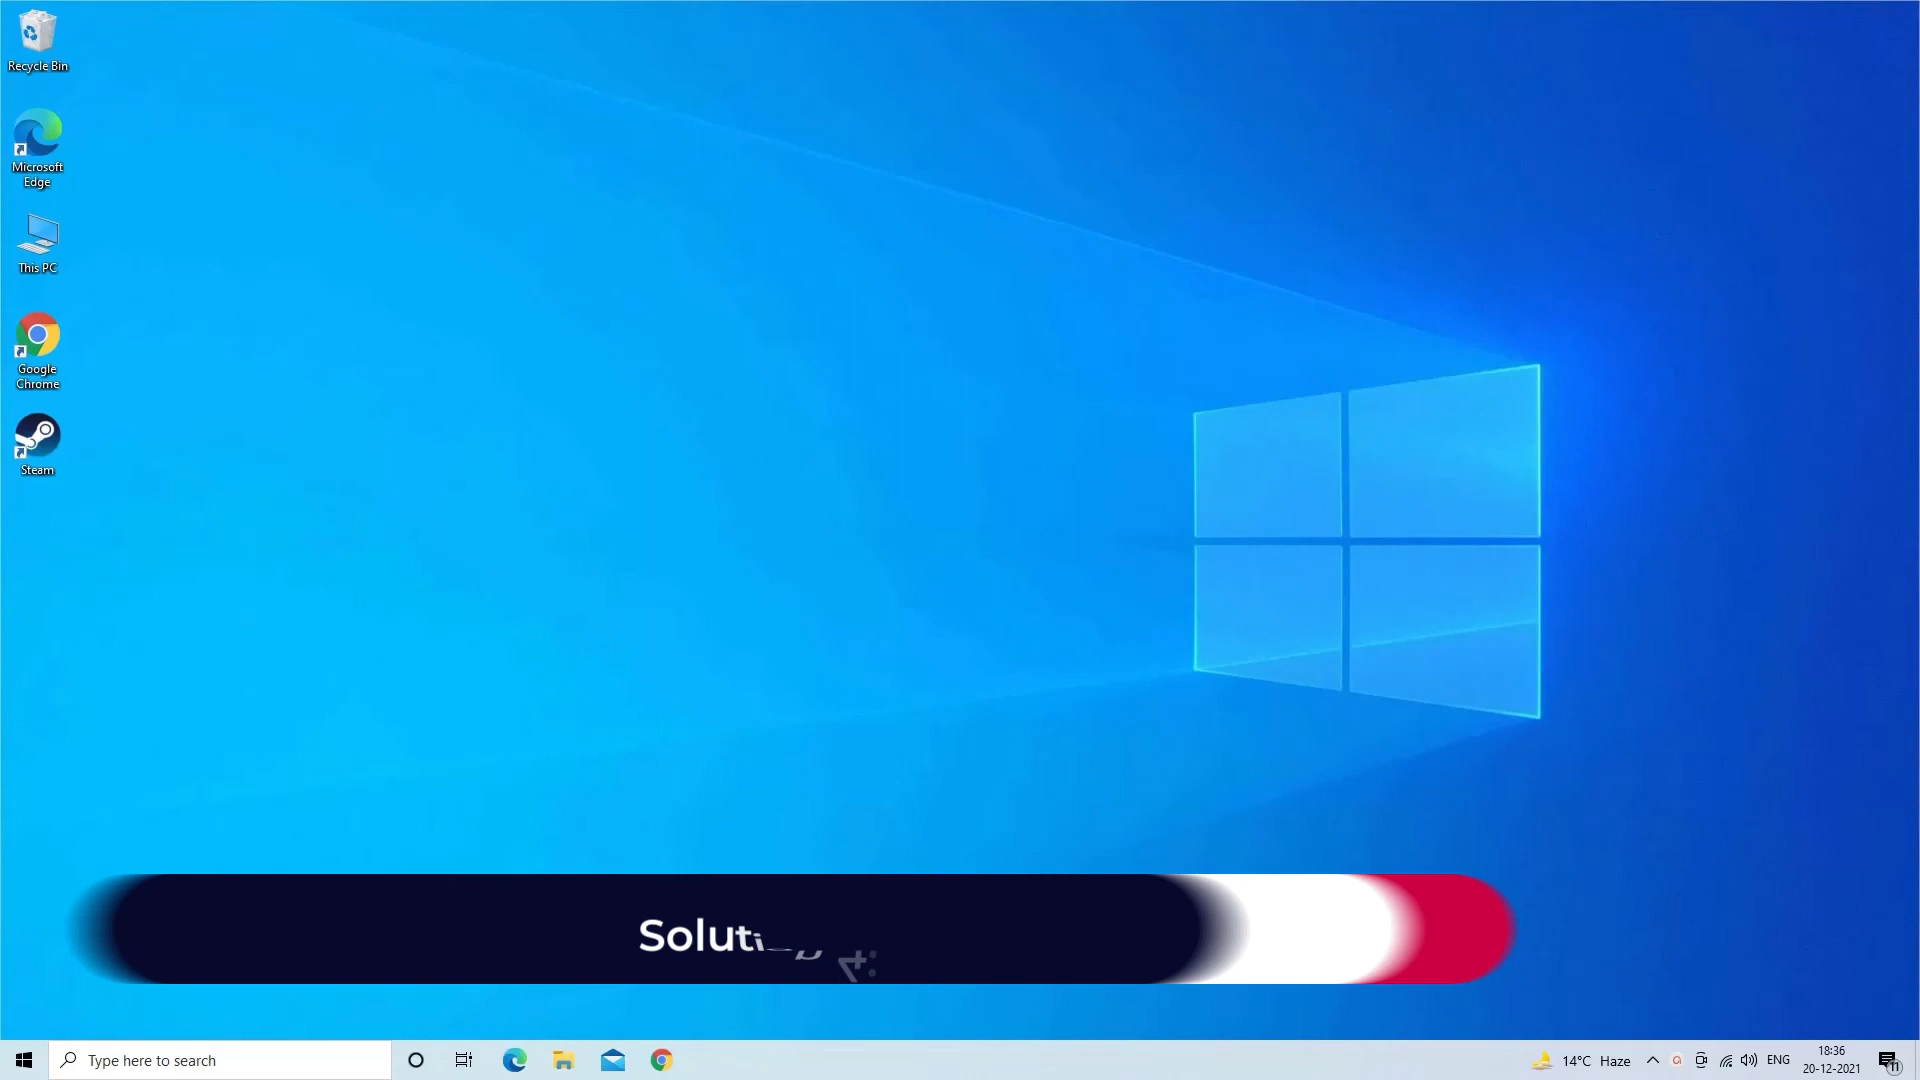 Recycle Bin
Microsoft
Edge
This PC
Google
Chrome
Steam
Type here to search
14°C Haze
ENG
18:36
20-12-2021
11